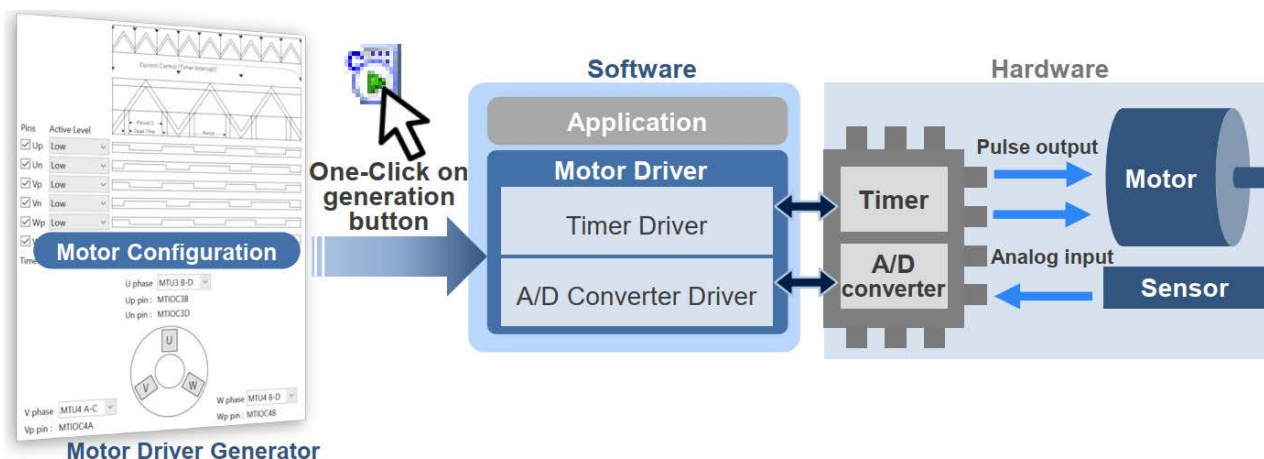 Current Control (Timer Interrupt)
Period/2
Dead Time
Period
Pins Active Level
Up Low
Un Low
Vp Low
Vn Low
Wp Low
Motor Configuration
U phase MTU3 B-D
Up pin : MTIOC3B
Un pin : MTIOC3D
U
V
W
V phase MTU4 A-C
Vp pin : MTIOC4A
W phase MTU4 B-D
Wp pin : MTIOC4B
Motor Driver Generator
One-Click on
generation
button
Software
Application
Motor Driver
Timer Driver
A/D Converter Driver
Hardware
Timer
A/D
converter
Pulse output
Analog input
Motor
Sensor